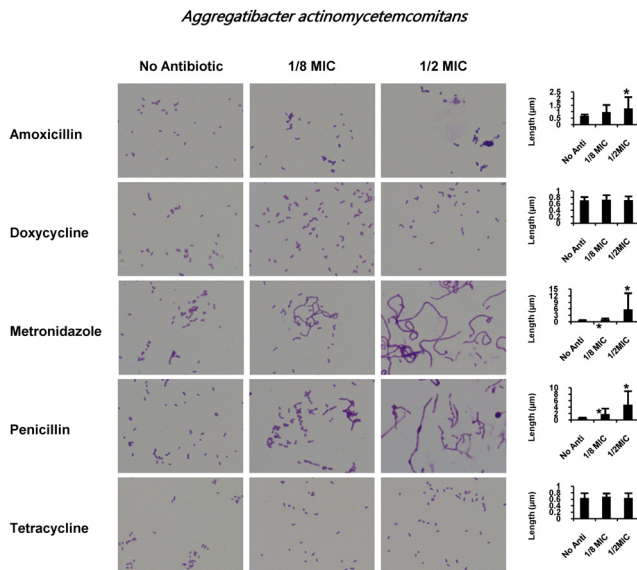 Aggregatibacter actinomycetemcomitans
No Antibiotic 1/8 MIC 1/2 MIC
Amoxicillin
Length (μm)
2.5
2
1.5
1
0.5
0
*
No Anti 1/8 MIC 1/2MIC
Doxycycline
Length (μm)
1
0.8
0.6
0.4
0.2
0
No Anti 1/8 MIC 1/2MIC
Metronidazole
Length (μm)
15
12
9
6
3
0
* *
No Anti 1/8 MIC 1/2MIC
Penicillin
Length (μm)
10
8
6
4
2
0
* *
No Anti 1/8 MIC 1/2MIC
Tetracycline
Length (μm)
1
0.8
0.6
0.4
0.2
0
No Anti 1/8 MIC 1/2MIC